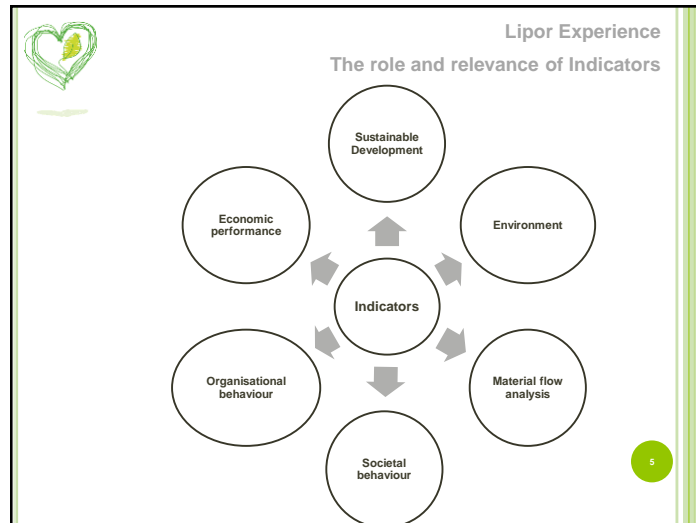 Lipor Experience
The role and relevance of Indicators
Sustainable
Development
Economic
performance
Environment
Indicators
Organisational
behaviour
Material flow
analysis
Societal
behaviour
5